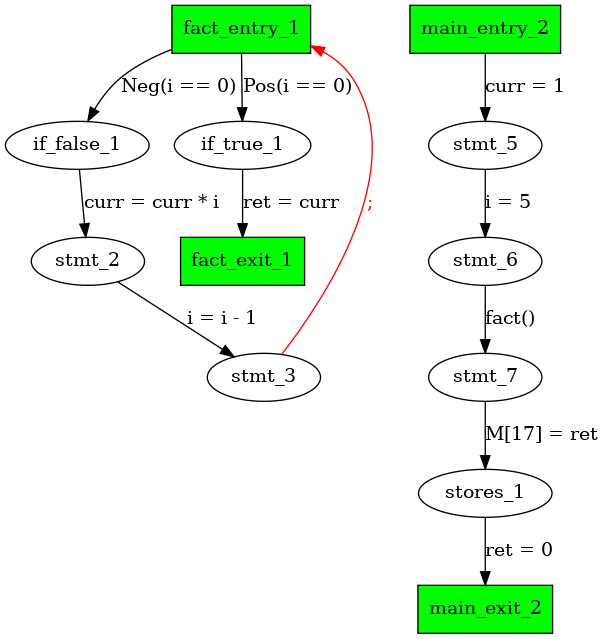 fact_entry_1
main_entry_2
Neg(i == 0)
Pos(i == 0)
curr = 1
if_false_1
if_true_1
stmt_5
curr = curr * i
ret = curr
;
i = 5
stmt_2
fact_exit_1
stmt_6
i = i - 1
fact()
stmt_3
stmt_7
M[17] = ret
stores_1
ret = 0
main_exit_2